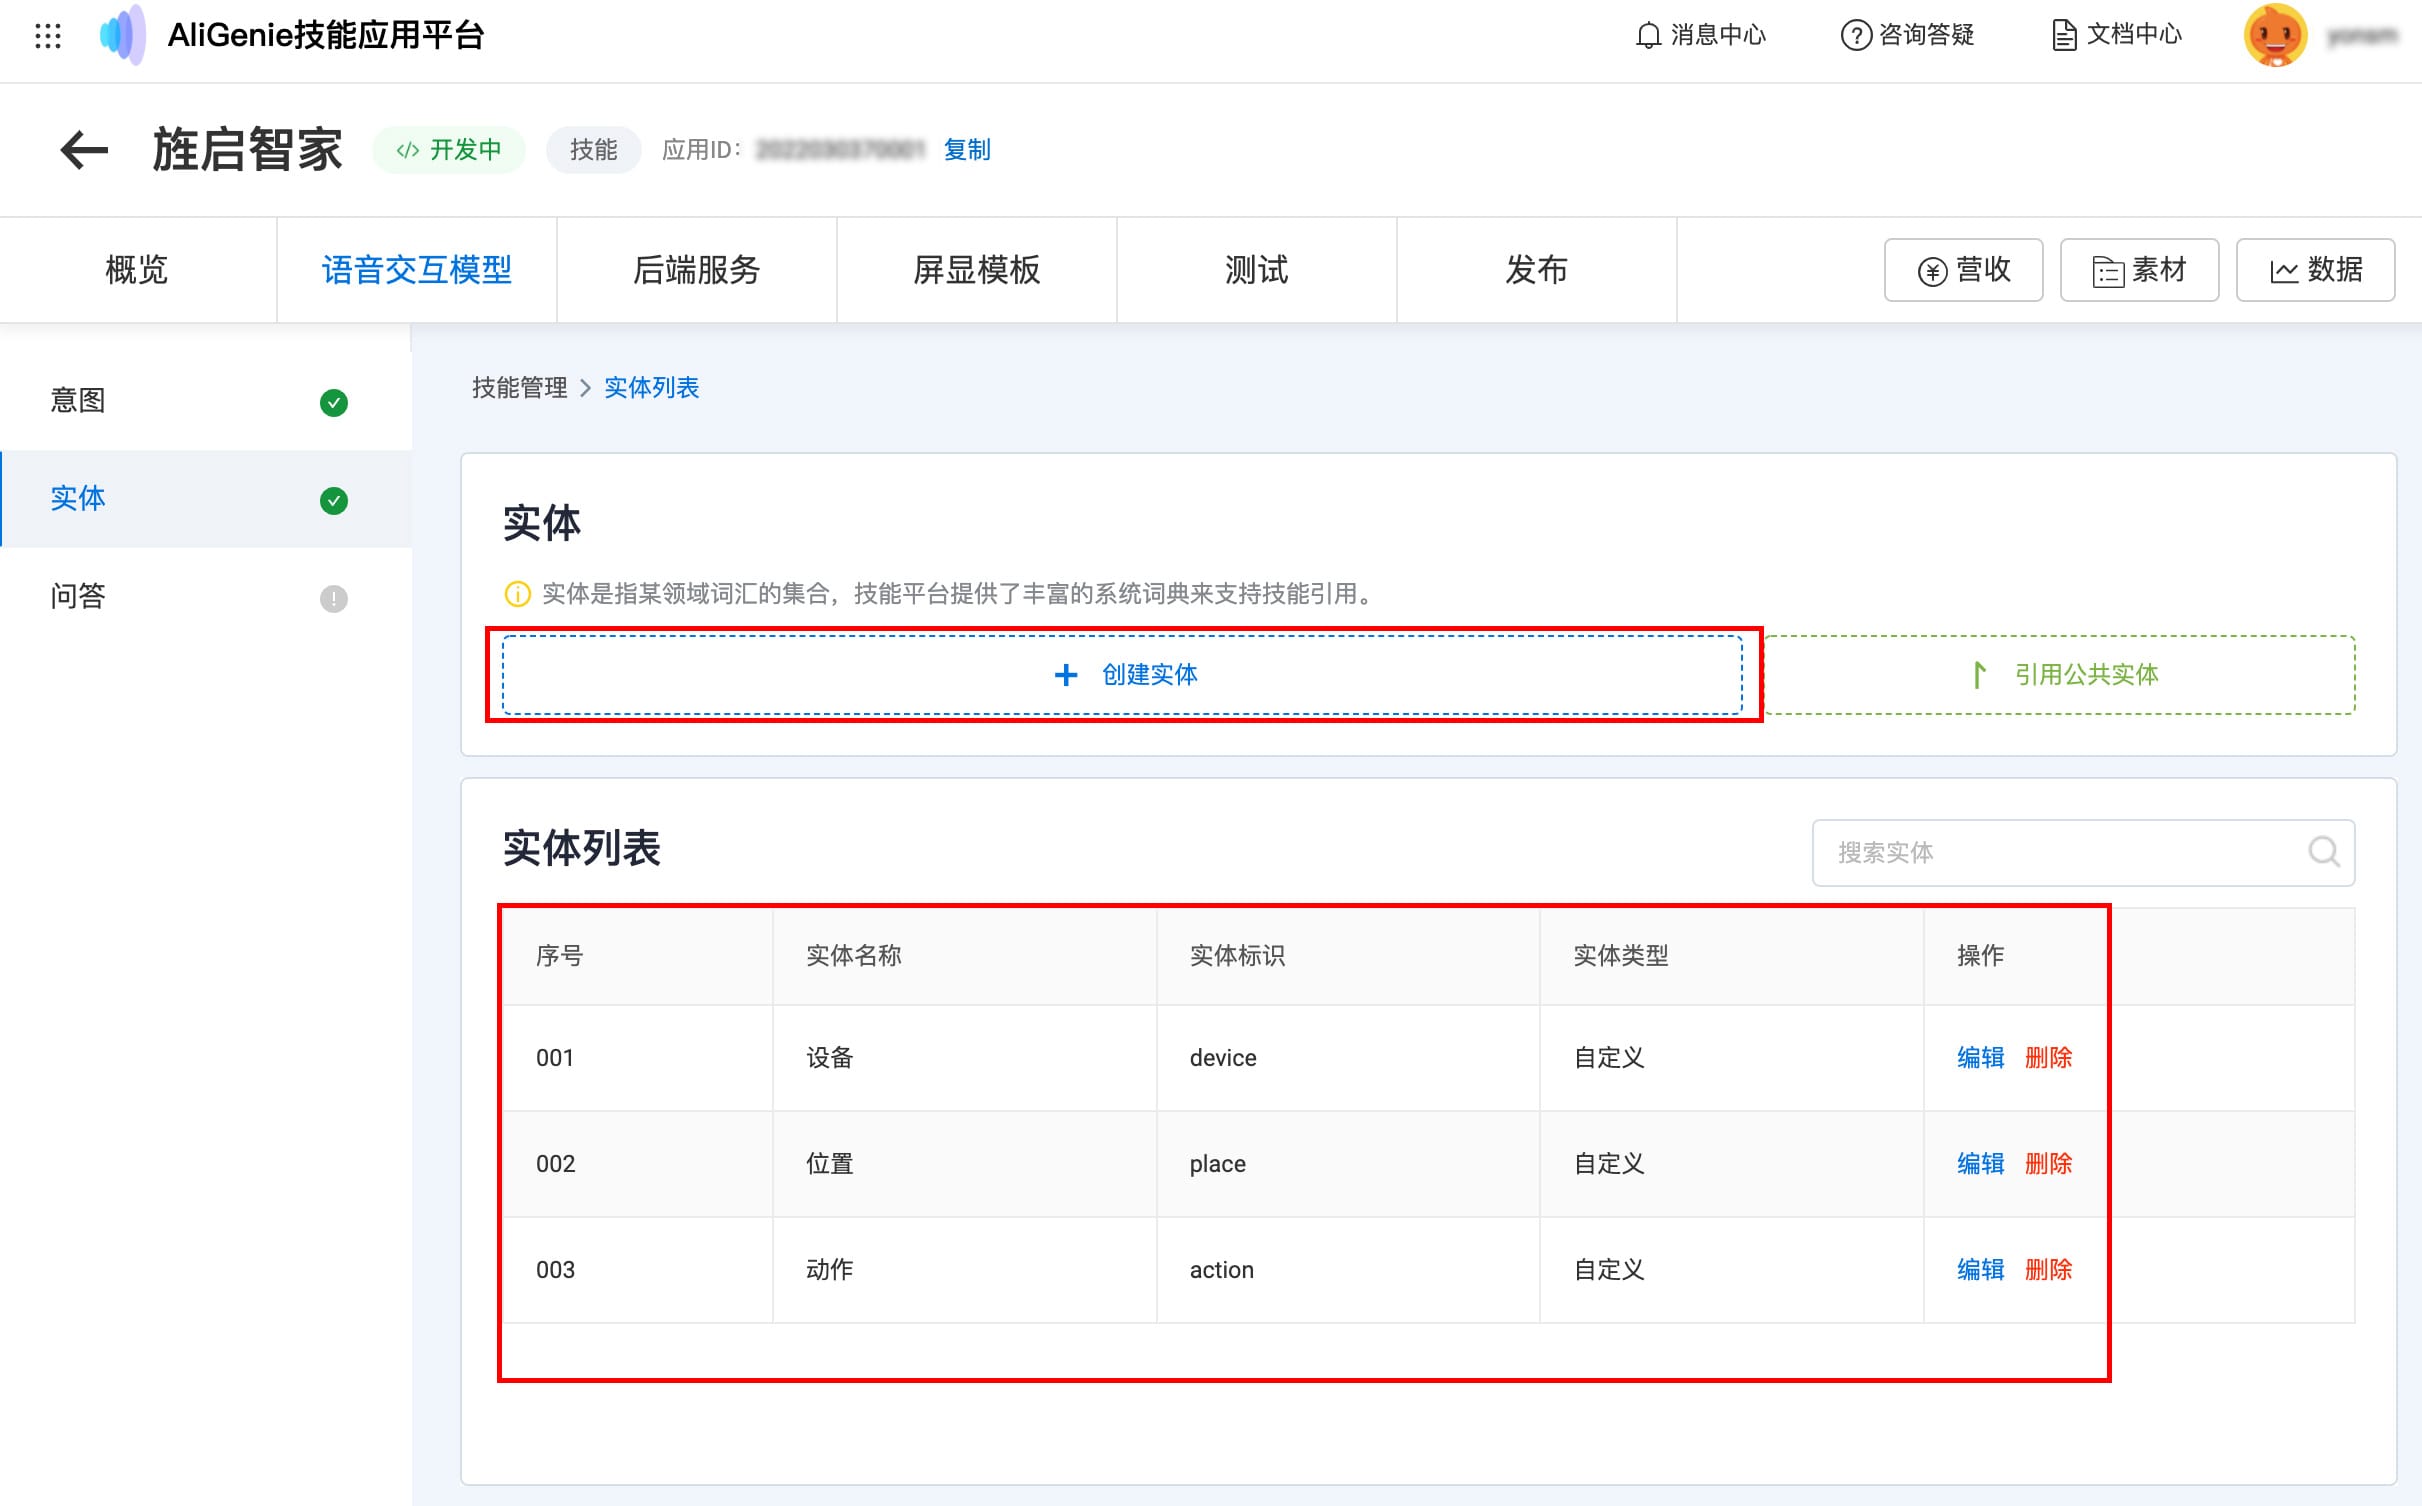 AliGenie技能应用平台
消息中心
咨询答疑
文档中心
旌启智家
</> 开发中
技能
应用ID：
复制
概览
语音交互模型
后端服务
屏显模板
测试
发布
营收
素材
数据
意图
实体
问答
技能管理 > 实体列表
实体
实体是指某领域词汇的集合，技能平台提供了丰富的系统词典来支持技能引用。
+ 创建实体
引用公共实体
实体列表
搜索实体
序号 实体名称 实体标识 实体类型 操作
001 设备 device 自定义 编辑 删除
002 位置 place 自定义 编辑 删除
003 动作 action 自定义 编辑 删除